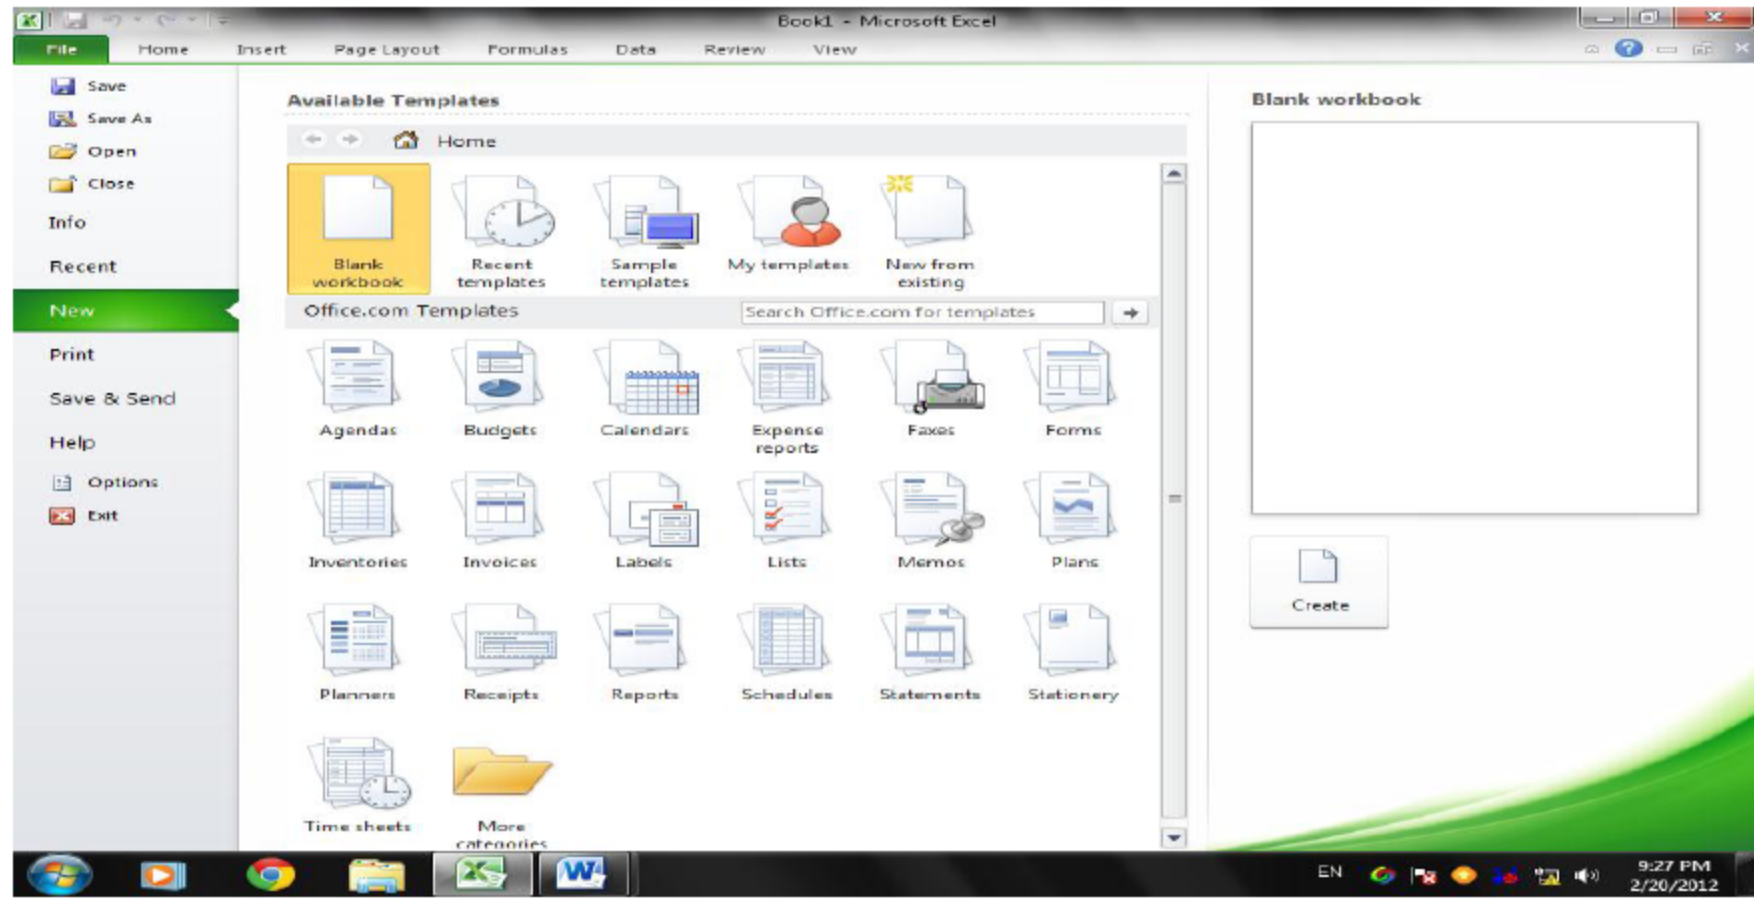 Book1 - Microsoft Excel
File Home Insert Page Layout Formulas Data Review View
Save
Save As
Open
Close
Info
Recent
New
Print
Save & Send
Help
Options
Exit
Available Templates
Home
Blank workbook
Recent templates
Sample templates
My templates
New from existing
Office.com Templates
Search Office.com for templates
Agendas
Budgets
Calendars
Expense reports
Faxes
Forms
Inventories
Invoices
Labels
Lists
Memos
Plans
Planners
Receipts
Reports
Schedules
Statements
Stationery
Time sheets
More categories
Blank workbook
Create
EN
9:27 PM
2/20/2012